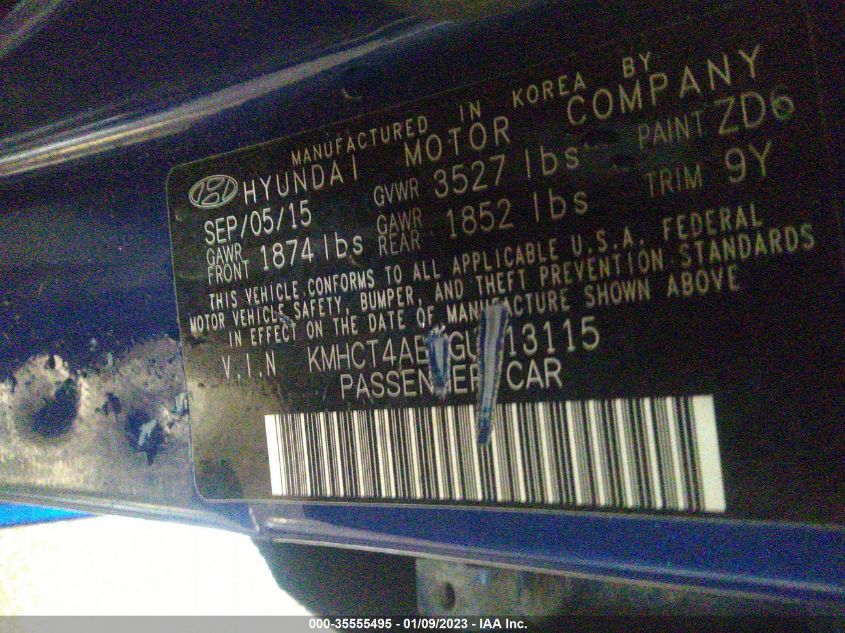 MANUFACTURED IN KOREA BY
HYUNDAI MOTOR COMPANY
SEP/05/15 GVWR 3527 lbs PAINT ZD6
GAWR FRONT 1874 lbs GAWR REAR 1852 lbs TRIM 9Y
THIS VEHICLE CONFORMS TO ALL APPLICABLE U.S.A. FEDERAL
MOTOR VEHICLE SAFETY, BUMPER, AND THEFT PREVENTION STANDARDS
IN EFFECT ON THE DATE OF MANUFACTURE SHOWN ABOVE
V.I.N
PASSENGER CAR
000-35555495 - 01/09/2023 - IAA Inc.